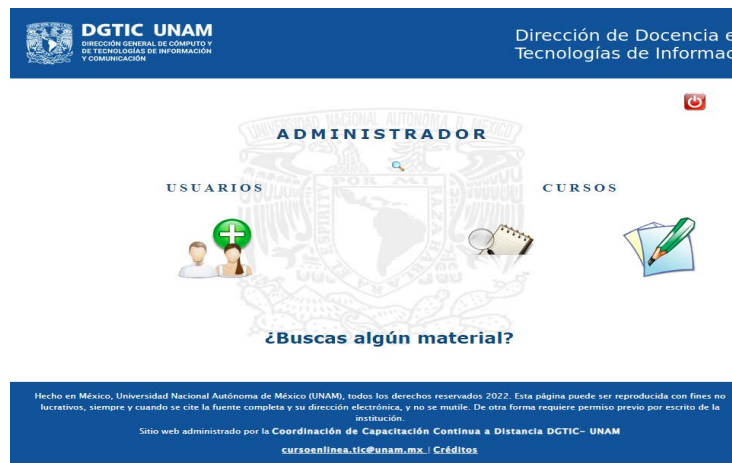 DGTIC UNAM
DIRECCIÓN GENERAL DE CÓMPUTO Y
DE TECNOLOGÍAS DE INFORMACIÓN
Y COMUNICACIÓN
Dirección de Docencia e
Tecnologías de Informac
ADMINISTRADOR
USUARIOS
CURSOS
¿Buscas algún material?
Hecho en México, Universidad Nacional Autónoma de México (UNAM), todos los derechos reservados 2022. Esta página puede ser reproducida con fines no
lucrativos, siempre y cuando se cite la fuente completa y su dirección electrónica, y no se mutile. De otra forma requiere permiso previo por escrito de la
institución.
Sitio web administrado por la Coordinación de Capacitación Continua a Distancia DGTIC– UNAM
cursoenlinea.tic@unam.mx | Créditos